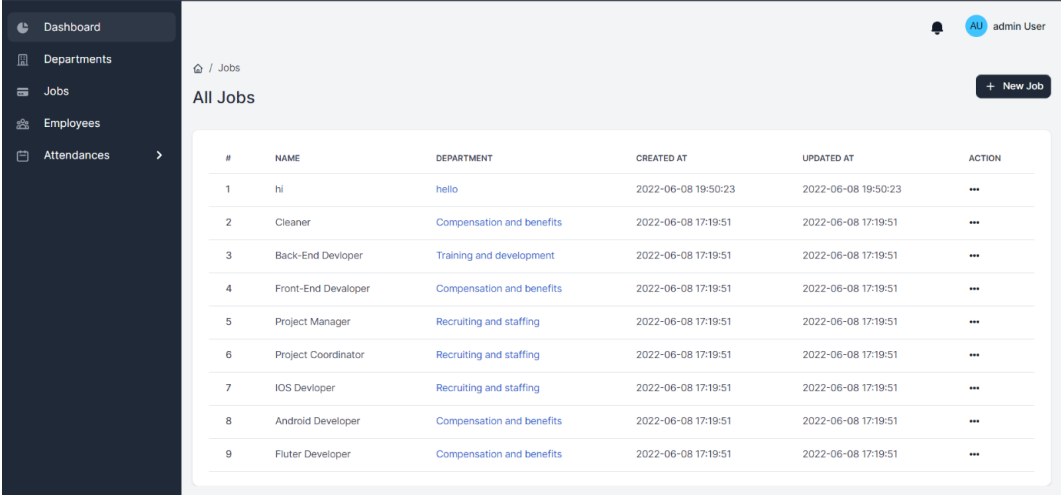 Dashboard
Departments
Jobs
Employees
Attendances
AU admin User
/ Jobs
All Jobs
+ New Job
# NAME DEPARTMENT CREATED AT UPDATED AT ACTION
1 hi hello 2022-06-08 19:50:23 2022-06-08 19:50:23 •••
2 Cleaner Compensation and benefits 2022-06-08 17:19:51 2022-06-08 17:19:51 •••
3 Back-End Devloper Training and development 2022-06-08 17:19:51 2022-06-08 17:19:51 •••
4 Front-End Devaloper Compensation and benefits 2022-06-08 17:19:51 2022-06-08 17:19:51 •••
5 Project Manager Recruiting and staffing 2022-06-08 17:19:51 2022-06-08 17:19:51 •••
6 Project Coordinator Recruiting and staffing 2022-06-08 17:19:51 2022-06-08 17:19:51 •••
7 IOS Devloper Recruiting and staffing 2022-06-08 17:19:51 2022-06-08 17:19:51 •••
8 Android Developer Compensation and benefits 2022-06-08 17:19:51 2022-06-08 17:19:51 •••
9 Fluter Developer Compensation and benefits 2022-06-08 17:19:51 2022-06-08 17:19:51 •••